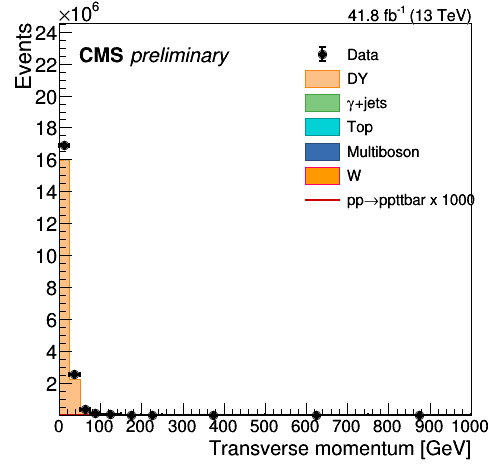 ×10⁶
41.8 fb⁻¹ (13 TeV)
Events
CMS preliminary
Data
DY
γ+jets
Top
Multiboson
W
pp→ppttbar x 1000
24
22
20
18
16
14
12
10
8
6
4
2
0 100 200 300 400 500 600 700 800 900 1000
Transverse momentum [GeV]